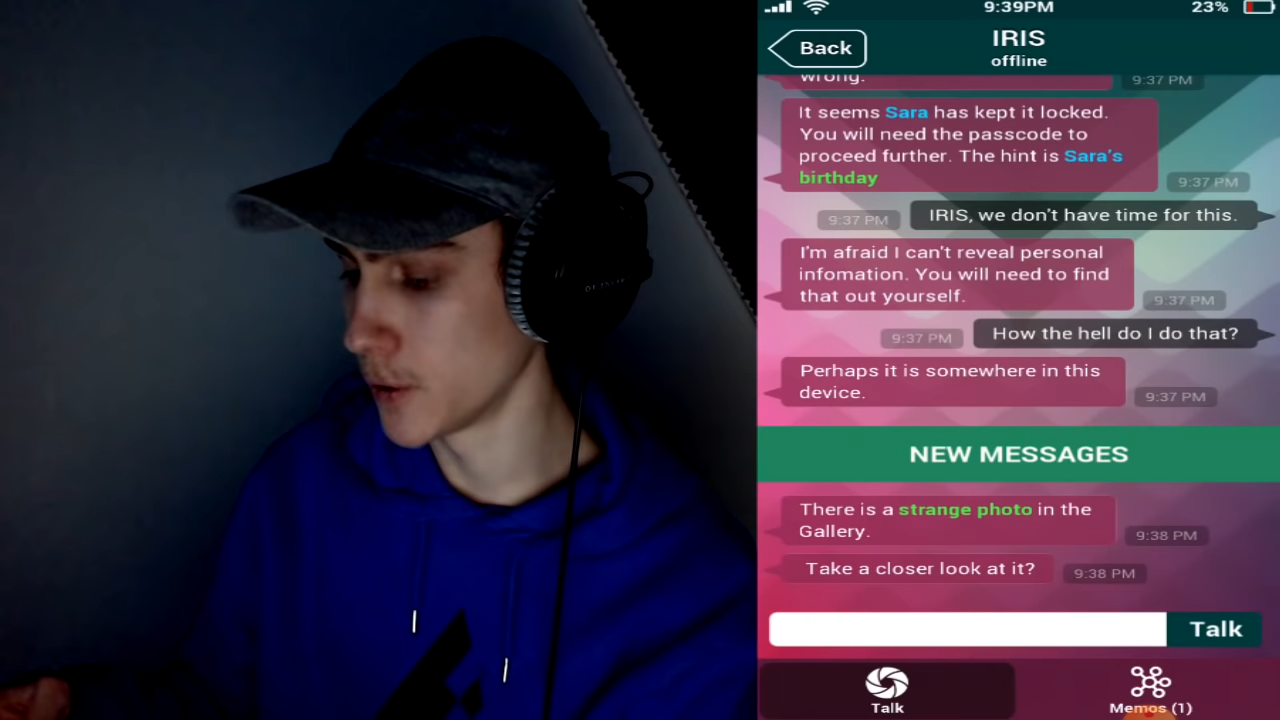 9:39PM
23%
Back
IRIS
offline
wrong.
9:37 PM
It seems Sara has kept it locked.
You will need the passcode to
proceed further. The hint is Sara's
birthday
9:37 PM
9:37 PM
IRIS, we don't have time for this.
I'm afraid I can't reveal personal
infomation. You will need to find
that out yourself.
9:37 PM
9:37 PM
How the hell do I do that?
Perhaps it is somewhere in this
device.
9:37 PM
NEW MESSAGES
There is a strange photo in the
Gallery.
9:38 PM
Take a closer look at it?
9:38 PM
Talk
Talk
Memos (1)